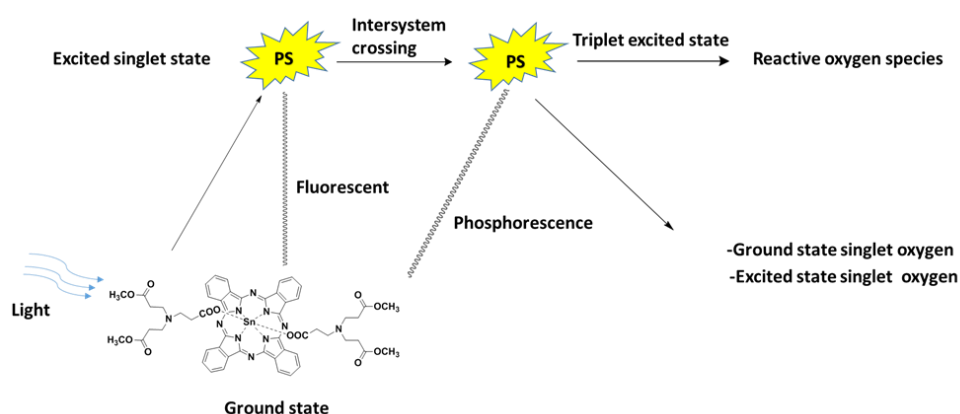 Intersystem
crossing
Triplet excited state
Excited singlet state
PS
PS
Reactive oxygen species
Fluorescent
Phosphorescence
-Ground state singlet oxygen
-Excited state singlet  oxygen
Light
H₃CO
O
N
COO
H₃CO
O
N
N
N
N
Sn
N
N
N
N
N
OOC
N
O
OCH₃
OCH₃
O
Ground state